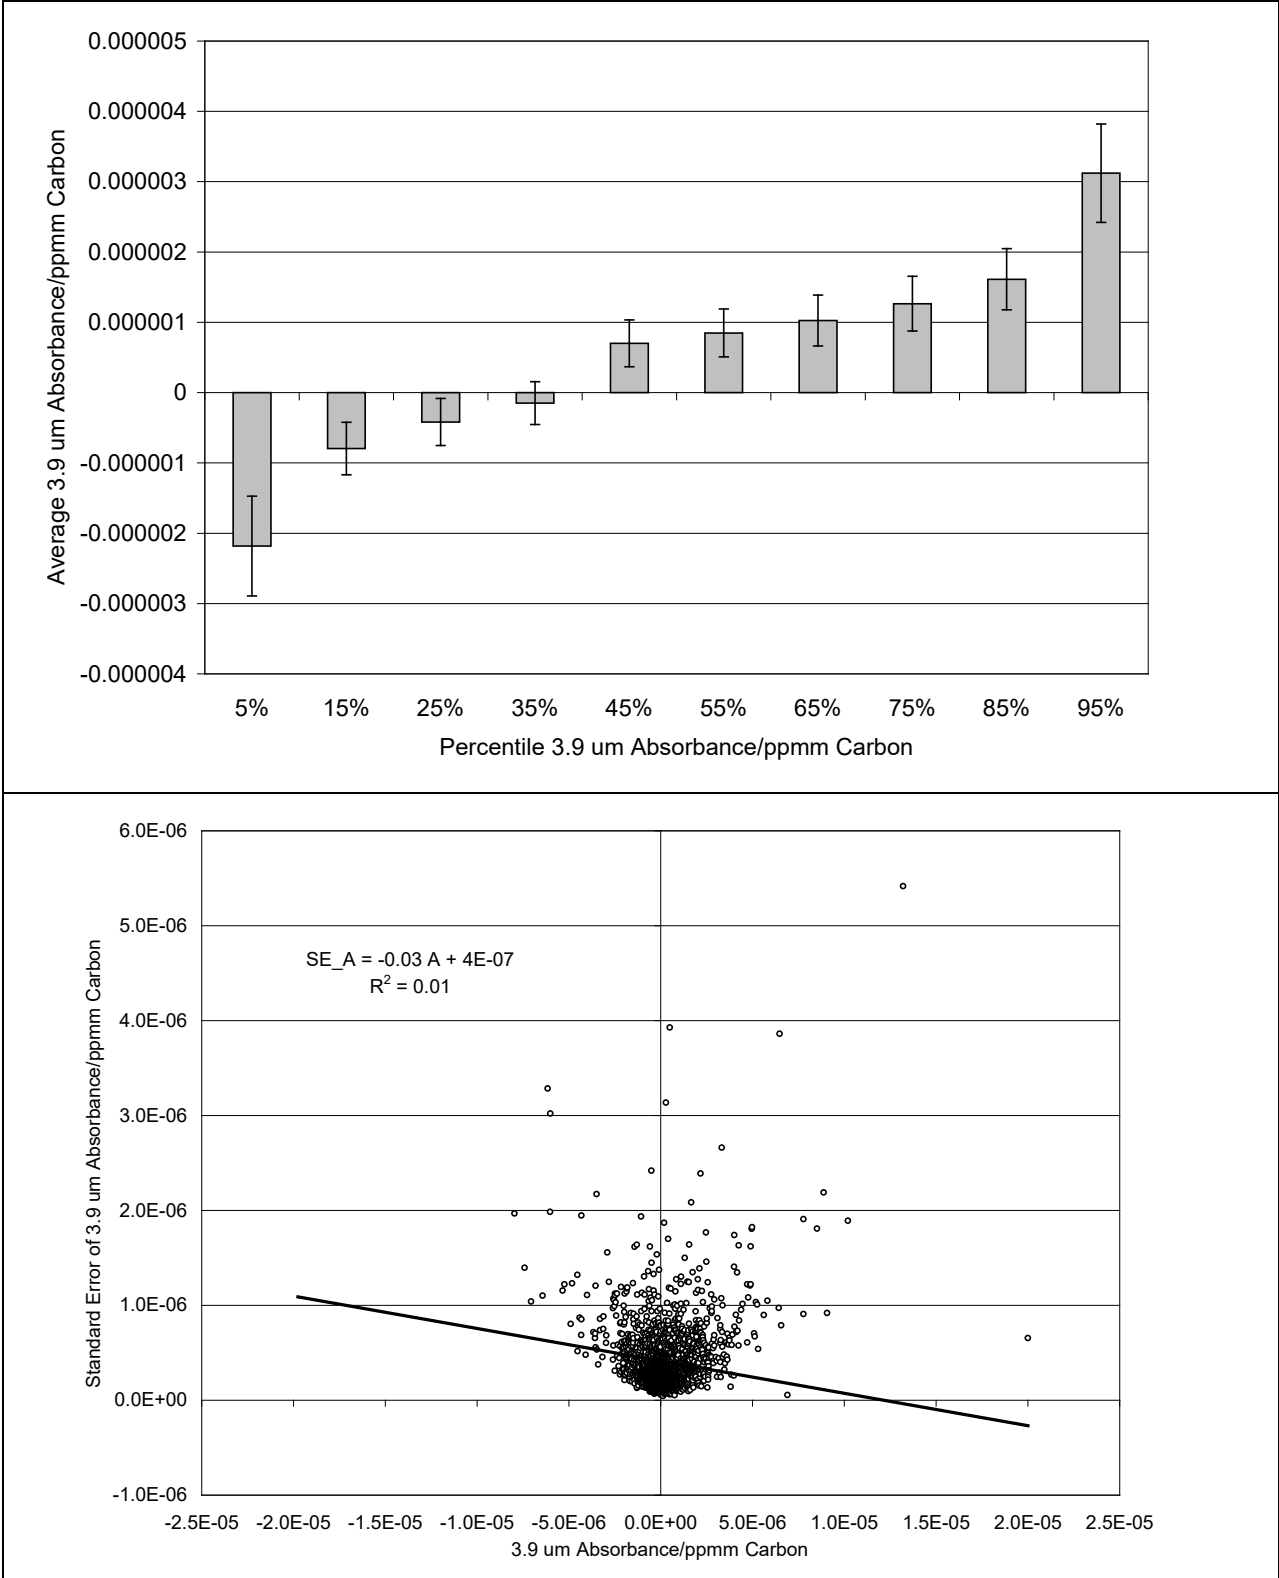 0.000005
0.000004
0.000003
0.000002
0.000001
0
-0.000001
-0.000002
-0.000003
-0.000004
Average 3.9 um Absorbance/ppmm Carbon
5% 15% 25% 35% 45% 55% 65% 75% 85% 95%
Percentile 3.9 um Absorbance/ppmm Carbon
6.0E-06
5.0E-06
4.0E-06
3.0E-06
2.0E-06
1.0E-06
0.0E+00
-1.0E-06
Standard Error of 3.9 um Absorbance/ppmm Carbon
SE_A = -0.03 A + 4E-07
R² = 0.01
-2.5E-05 -2.0E-05 -1.5E-05 -1.0E-05 -5.0E-06 0.0E+00 5.0E-06 1.0E-05 1.5E-05 2.0E-05 2.5E-05
3.9 um Absorbance/ppmm Carbon